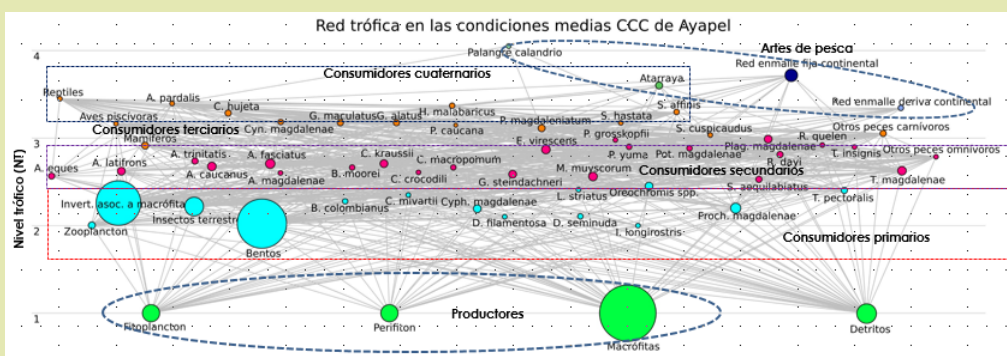 Red trófica en las condiciones medias CCC de Ayapel
4
Palangre calandrio
Artes de pesca
Red enmalle fija continental
Consumidores cuaternarios
Atarraya
Reptiles
A. pardalis
C. hujeta
H. malabaricus
S. affinis
Red enmalle deriva continental
Aves piscívoras
Cyn. magdalenae
G. maculatus
G. alatus
P. caucana
P. magdaleniatum
S. hastata
S. cuspicaudus
Otros peces carnívoros
Consumidores terciarios
3
Mamíferos
E. virescens
P. grosskopfii
Plag. magdalenae
R. quelen
A. latifrons
A. trinitatis
A. fasciatus
C. kraussii
C. macropomum
P. yuma
Pot. magdalenae
R. dayi
T. insignis
Otros peces omnívoros
A. caucanus
A. magdalenae
B. moorei
C. crocodili
G. steindachneri
M. muyscorum
Consumidores secundarios
T. magdalenae
Invert. asoc. a macrófita
Insectos terrestre
B. colombianus
C. mivartii
Cyph. magdalenae
L. striatus
Oreochromis spp.
S. aequilabiatus
T. pectoralis
Zooplancton
D. filamentosa
D. seminuda
I. longirostris
Proch. magdalenae
2
Bentos
Consumidores primarios
Nivel trófico (NT)
1
Fitoplancton
Perifiton
Productores
Macrófitas
Detritos